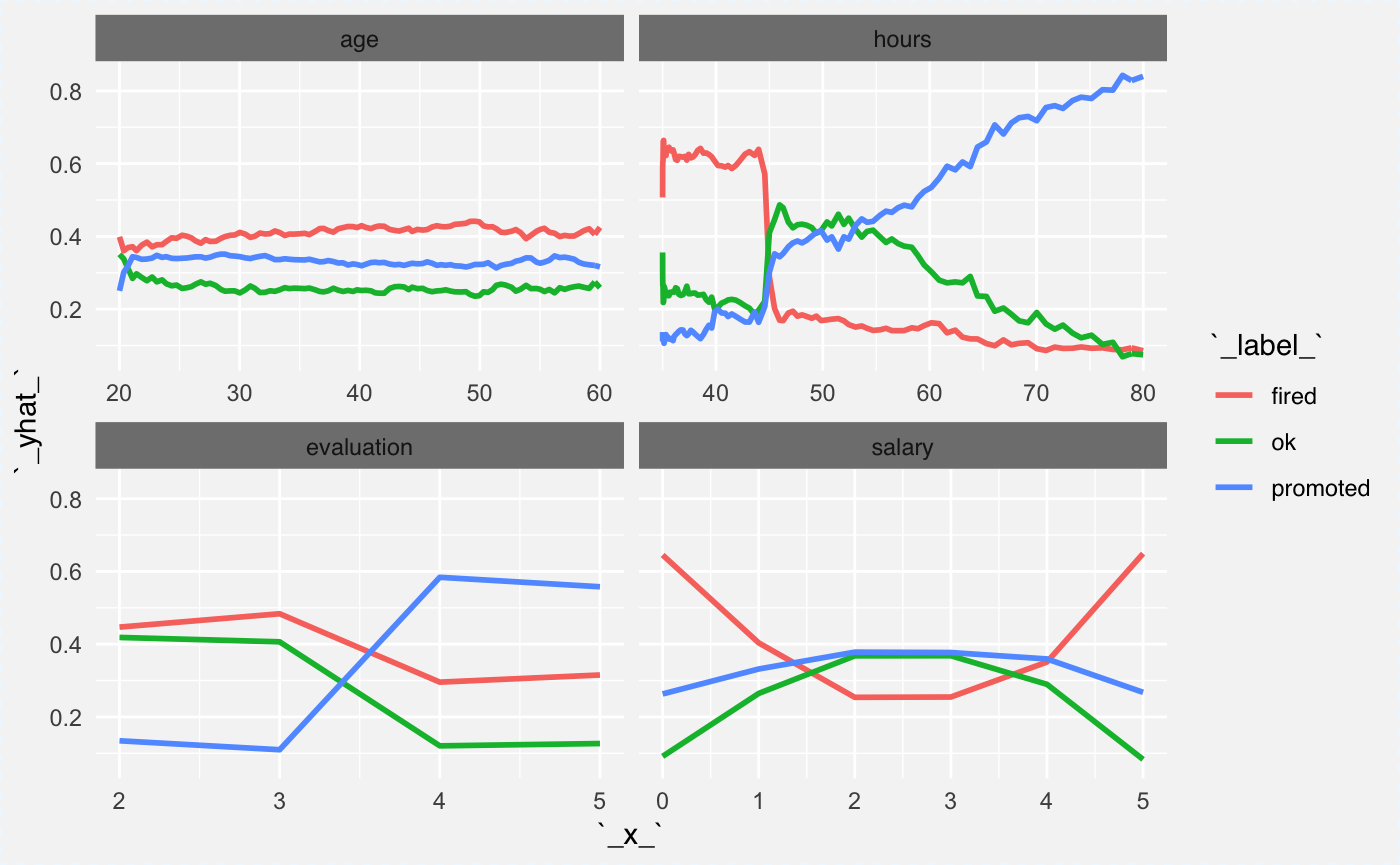 age
hours
0.8
0.6
0.4
0.2
20 30 40 50 60
40 50 60 70 80
evaluation
salary
0.8
0.6
0.4
0.2
2 3 4 5
0 1 2 3 4 5
`_x_`
`_yhat_`
`_label_`
fired
ok
promoted